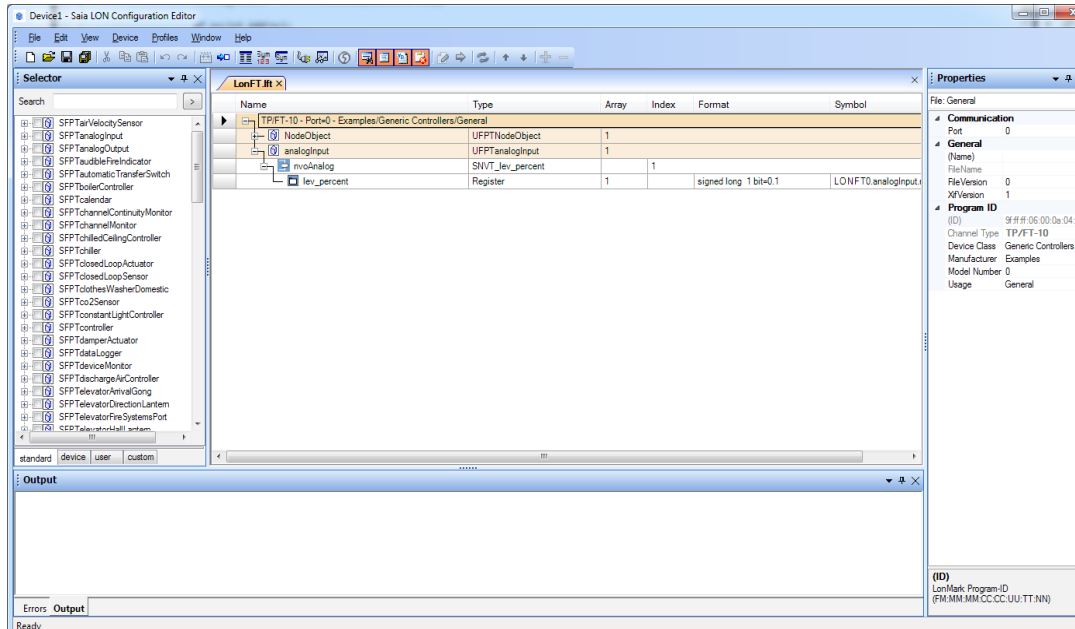 Device1 - Saia LON Configuration Editor
File Edit View Device Profiles Window Help
Selector
Search
SFPTairVelocitySensor
SFPTanalogInput
SFPTanalogOutput
SFPTaudibleFireIndicator
SFPTautomaticTransferSwitch
SFPTboilerController
SFPTcalendar
SFPTchannelContinuityMonitor
SFPTchannelMonitor
SFPTchilledCeilingController
SFPTchiller
SFPTclosedLoopActuator
SFPTclosedLoopSensor
SFPTclothesWasherDomestic
SFPTco2Sensor
SFPTconstantLightController
SFPTcontroller
SFPTdamperActuator
SFPTdataLogger
SFPTdeviceMonitor
SFPTdischargeAirController
SFPTelevatorArrivalGong
SFPTelevatorDirectionLantern
SFPTelevatorFireSystemsPort
SFPTelevatorHallLantern
standard device user custom
LonFT.lft
Name Type Array Index Format Symbol
TP/FT-10 - Port=0 - Examples/Generic Controllers/General
NodeObject UFPTNodeObject 1
analogInput UFPTanalogInput 1
nvoAnalog SNVT_lev_percent 1
lev_percent Register 1 signed long 1 bit=0.1 LONFT0.analogInput.
Properties
File: General
Communication
Port 0
General
(Name)
FileName
FileVersion 0
XifVersion 1
Program ID
(ID) 9f:ff:ff:06:00:0a:04:
Channel Type TP/FT-10
Device Class Generic Controllers
Manufacturer Examples
Model Number 0
Usage General
(ID)
LonMark Program-ID
(FM:MM:MM:CC:CC:UU:TT:NN)
Output
Errors Output
Ready